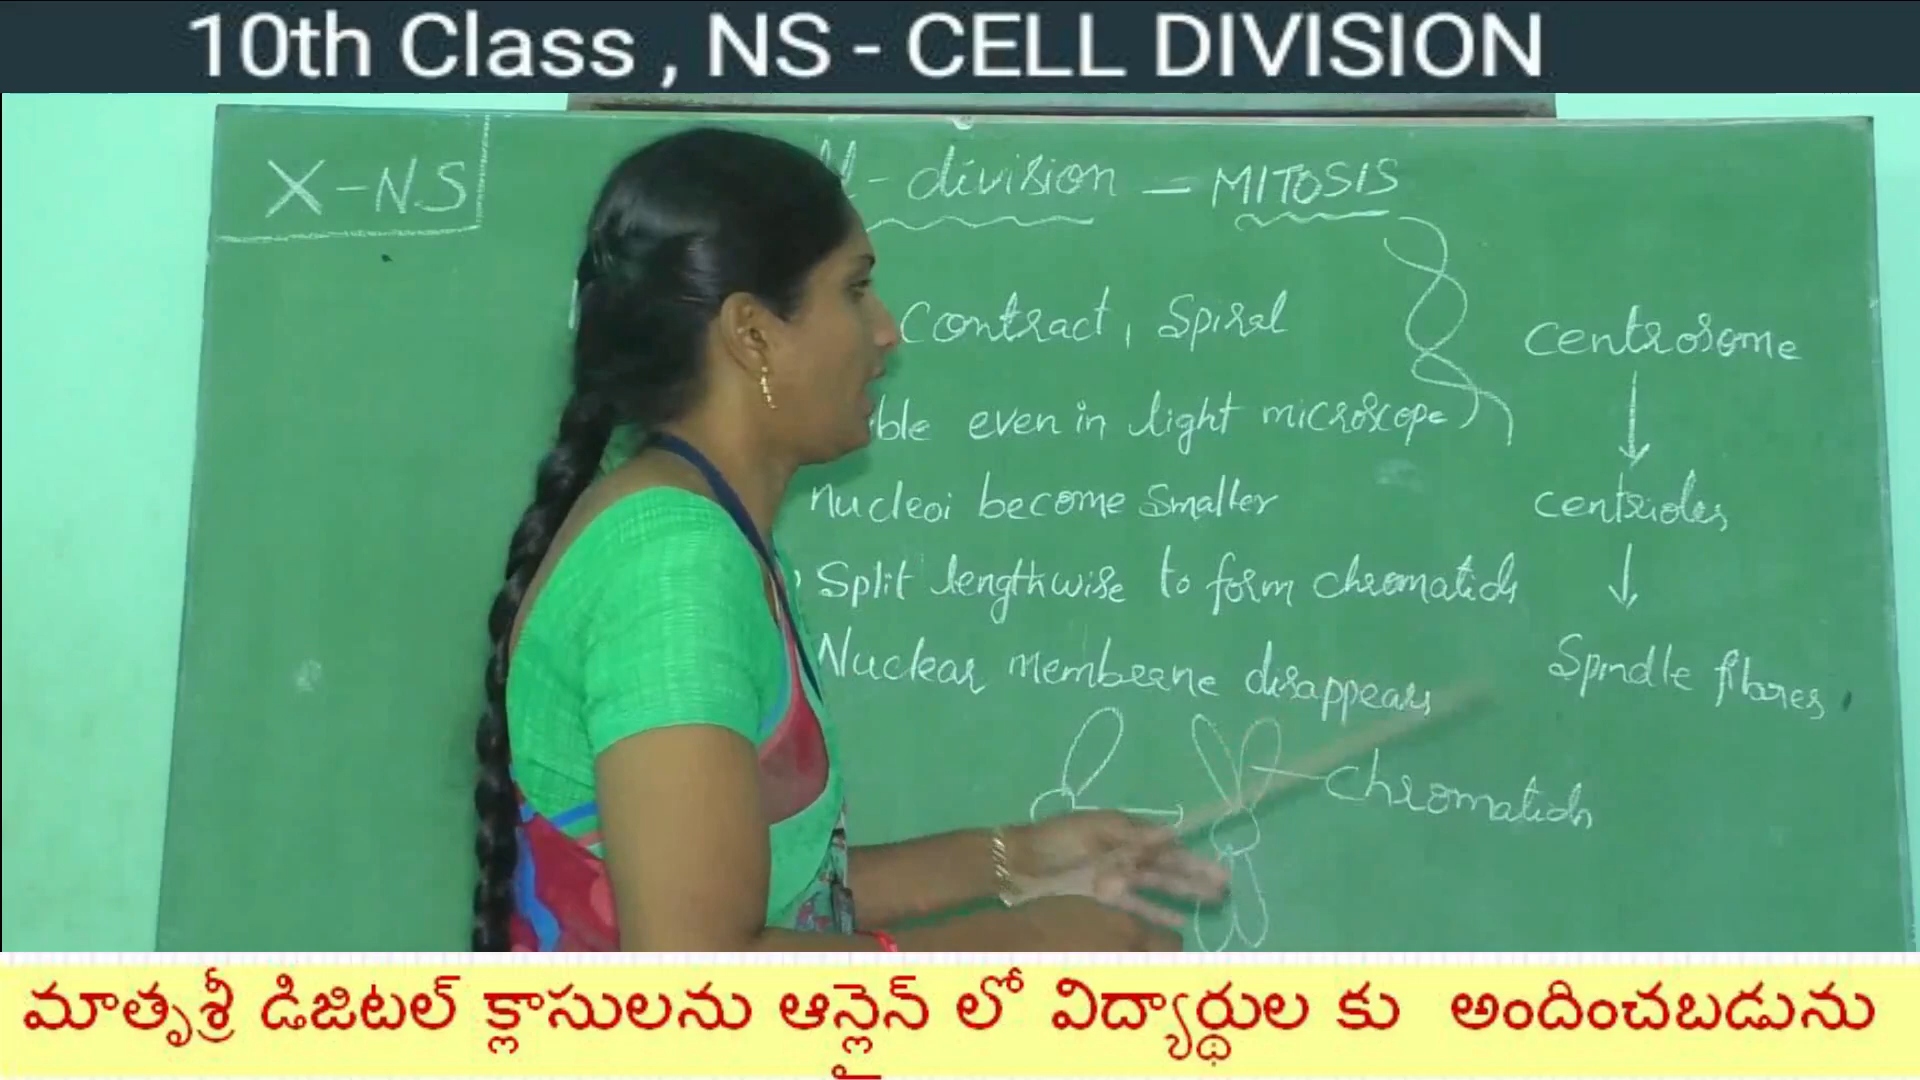 10th Class , NS - CELL DIVISION
X - NS
division - MITOSIS
Contract, Spiral
even in light microscope)
nucleoi become smaller
Split lengthwise to form chromatids
Nuclear membrane disappears
chromatids
centrosome
centrioles
Spindle fibres
మాతృశ్రీ డిజిటల్ క్లాసులను ఆన్లైన్ లో విద్యార్థుల కు అందించబడును